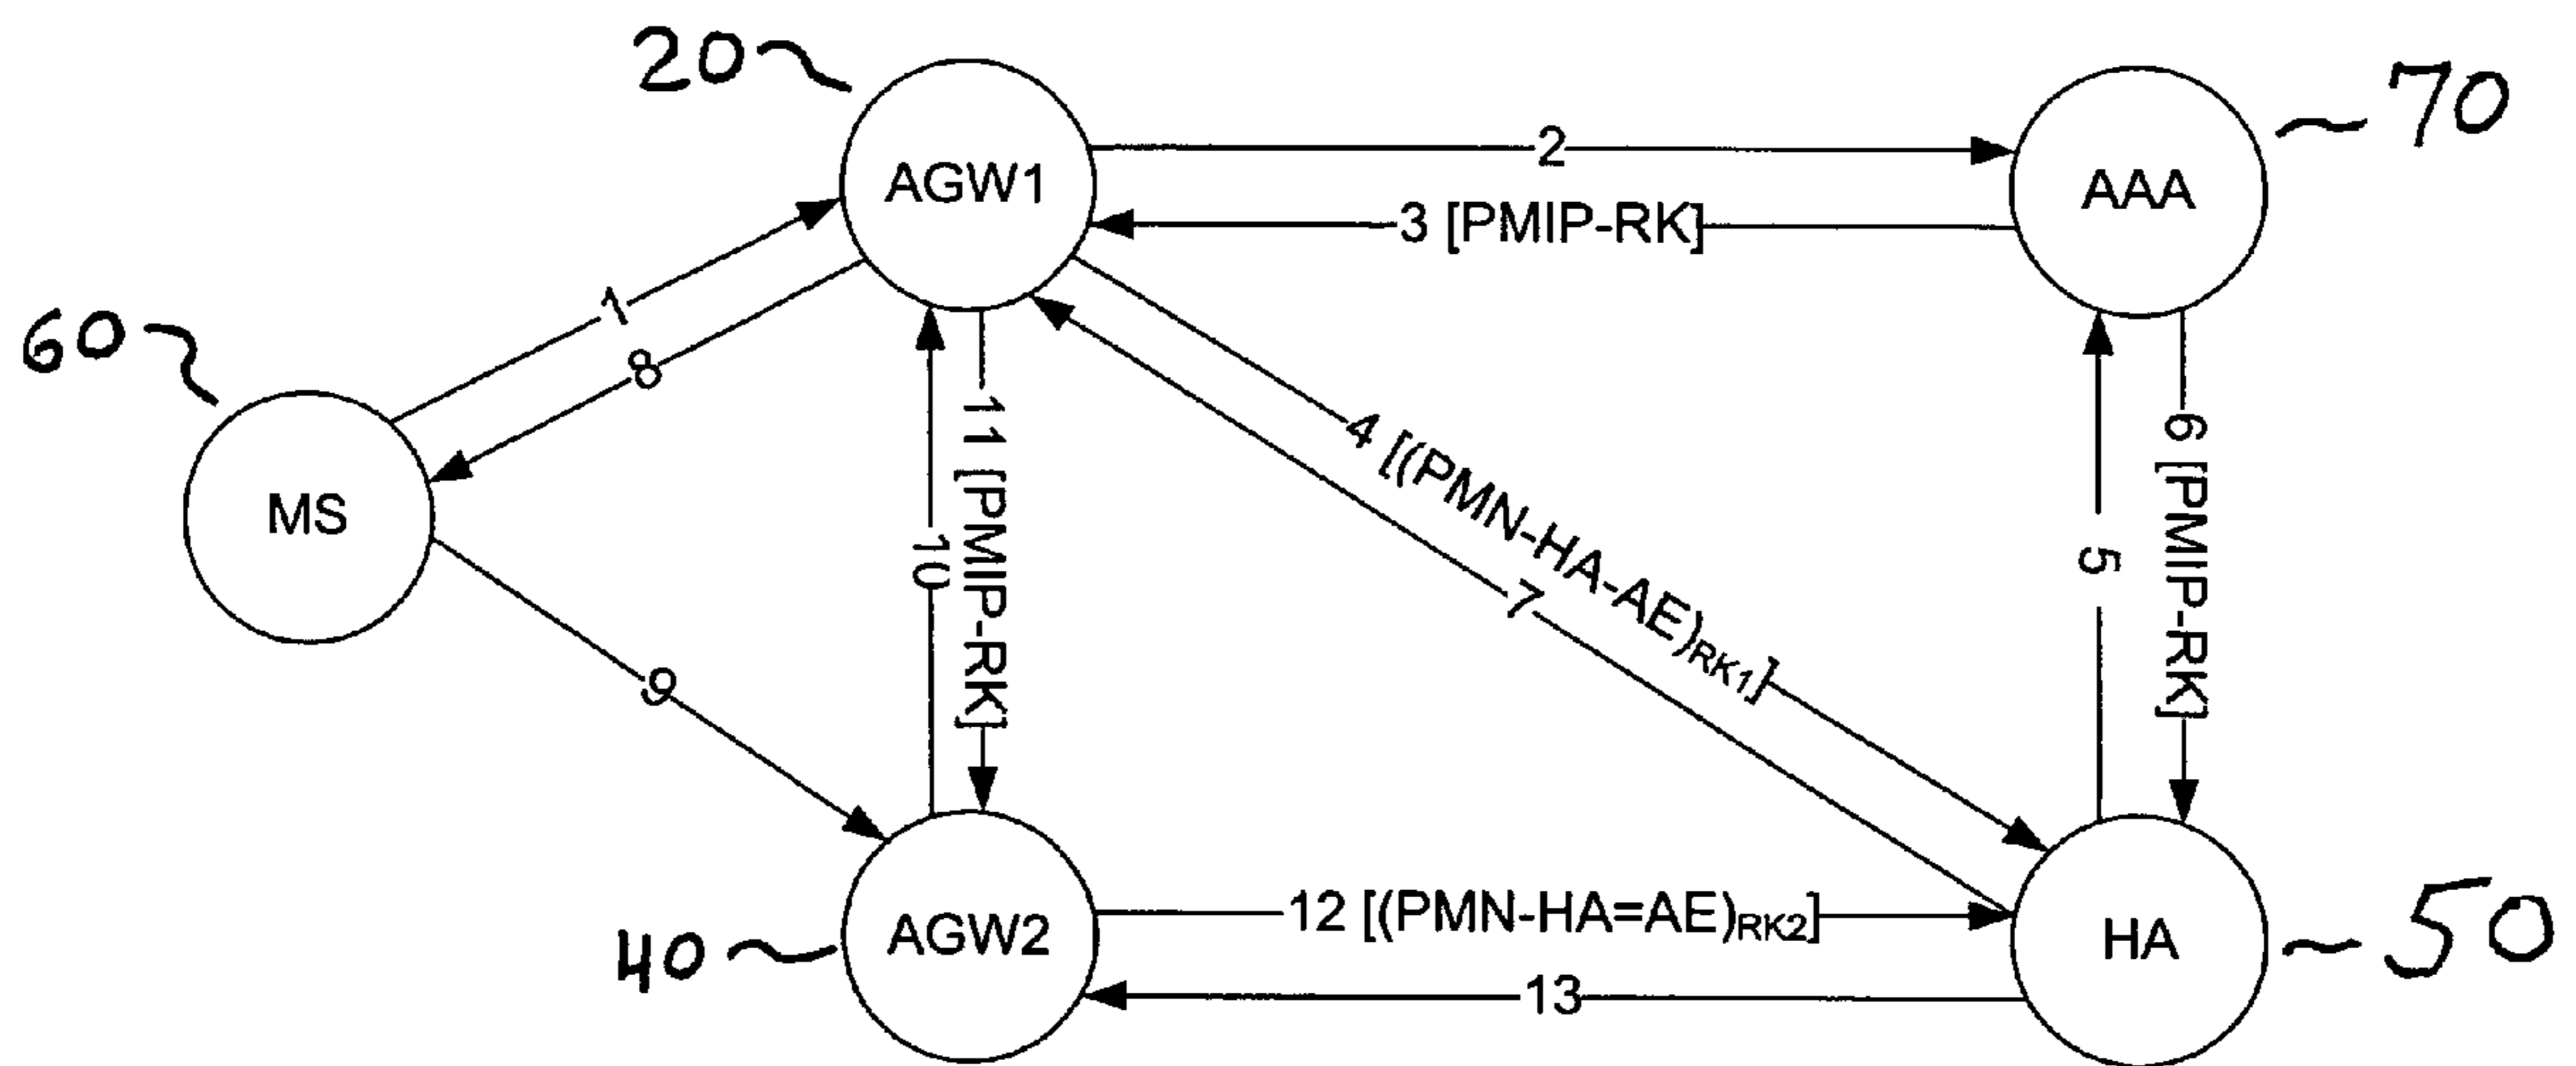 20
70
AGW1
AAA
2
3 [PMIP-RK]
1
8
60
MS
4 [(PMN-HA-AE)RK1]
7
11 [PMIP-RK]
10
5
6 [PMIP-RK]
9
AGW2
40
12 [(PMN-HA=AE)RK2]
13
HA
50